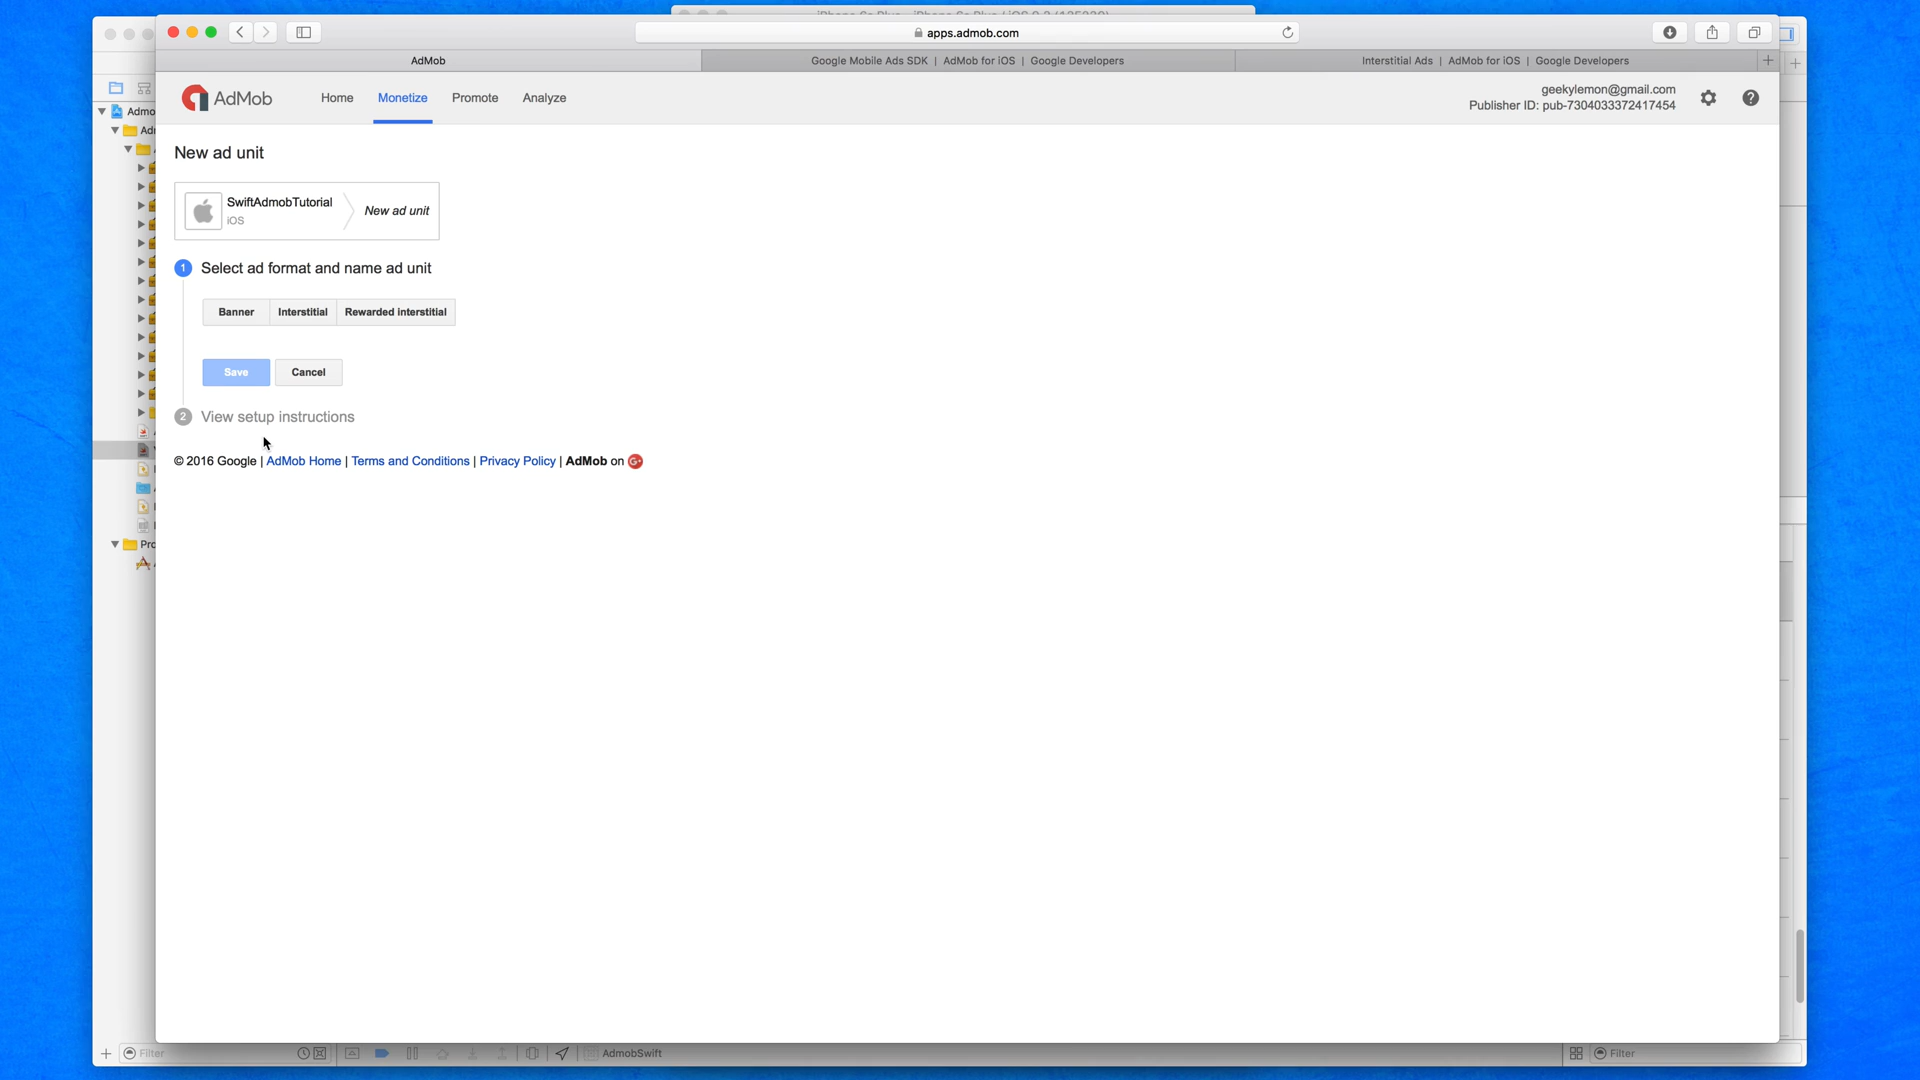 apps.admob.com
AdMob
Google Mobile Ads SDK | AdMob for iOS | Google Developers
Interstitial Ads | AdMob for iOS | Google Developers
AdMob
Home
Monetize
Promote
Analyze
geekylemon@gmail.com
Publisher ID: pub-7304033372417454
New ad unit
SwiftAdmobTutorial
iOS
New ad unit
1 Select ad format and name ad unit
Banner
Interstitial
Rewarded interstitial
Save
Cancel
2 View setup instructions
© 2016 Google | AdMob Home | Terms and Conditions | Privacy Policy | AdMob on G+
Admo
Pro
Filter
AdmobSwift
Filter